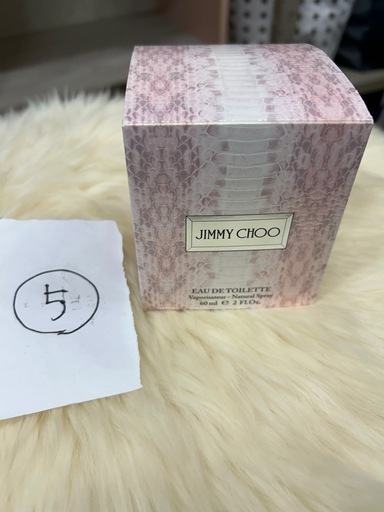 JIMMY CHOO
EAU DE TOILETTE
Vaporisateur - Natural Spray
60 ml ℮ 2 Fl.Oz.
5